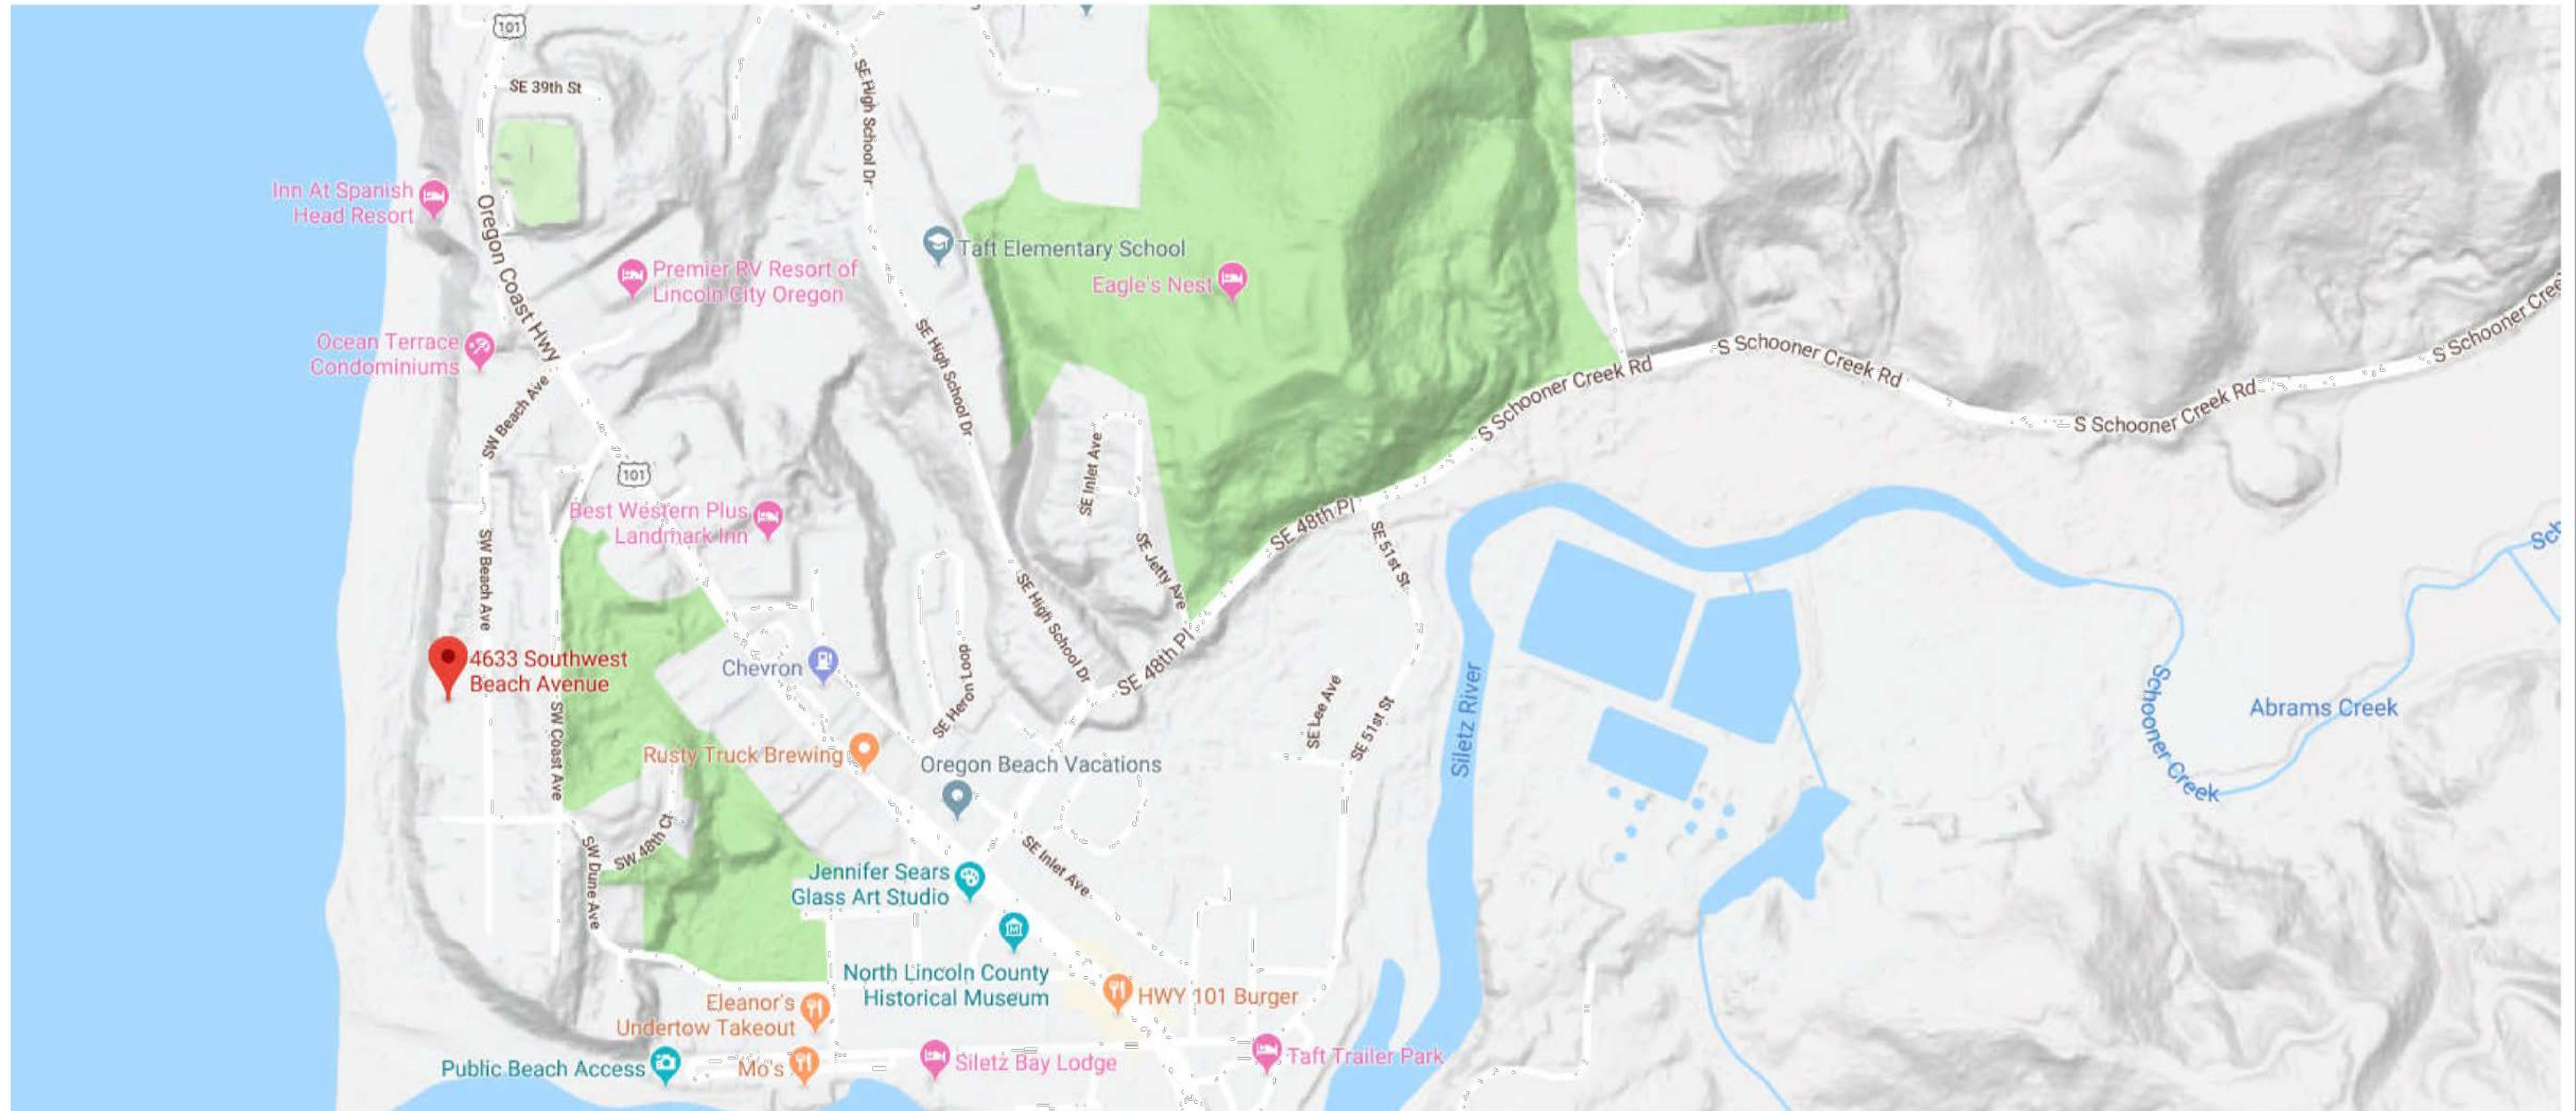 101
SE 39th St
SE High School Dr
Inn At Spanish
Head Resort
Oregon Coast Hwy
Taft Elementary School
Premier RV Resort of
Lincoln City Oregon
Eagle's Nest
Ocean Terrace
Condominiums
SE High School Dr
S Schooner Creek Rd
S Schooner Creek Rd
S Schooner Creek Rd
S Schooner Cree
SW Beach Ave
SE Inlet Ave
101
Best Western Plus
Landmark Inn
SE 48th Pl
SE 51st St
Sch
SW Beach Ave
SE Jetty Ave
SE High School Dr
4633 Southwest
Beach Avenue
Chevron
SE Heron Loop
SE 48th Pl
SE Lee Ave
SE 51st St
Siletz River
Schooner Creek
Abrams Creek
SW Coast Ave
Rusty Truck Brewing
Oregon Beach Vacations
SW 48th Ct
SW Dune Ave
SE Inlet Ave
Jennifer Sears
Glass Art Studio
North Lincoln County
Historical Museum
Eleanor's
Undertow Takeout
HWY 101 Burger
Public Beach Access
Mo's
Siletz Bay Lodge
Taft Trailer Park